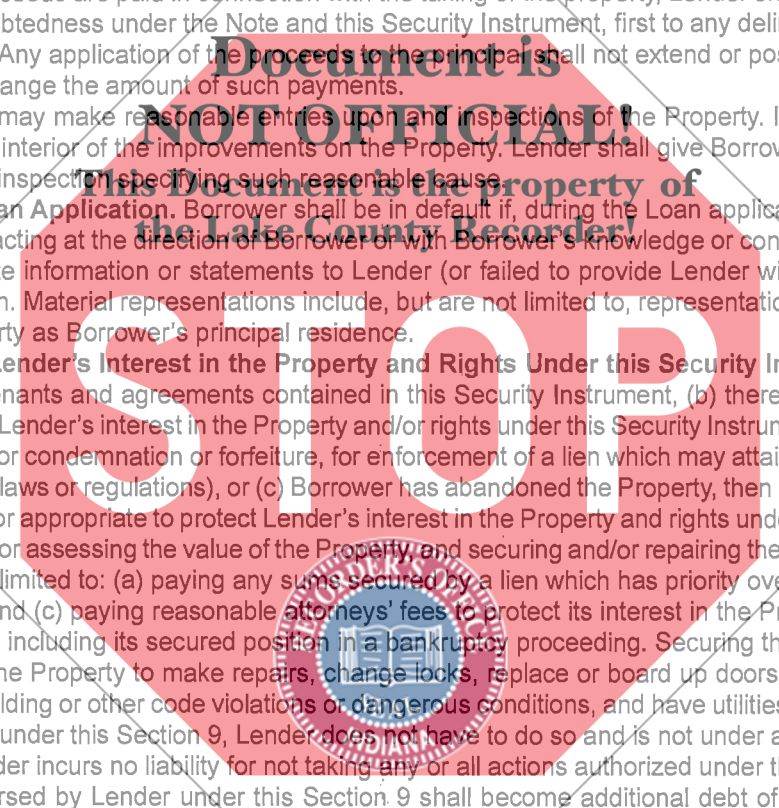 btedness under the Note and this Security Instrument, first to any deli
Document is
Any application of the proceeds to the principal shall not extend or pos
ange the amount of such payments.
NOT OFFICIAL!
may make reasonable entries upon and inspections of the Property. I
interior of the improvements on the Property. Lender shall give Borrow
This Document is the property of
inspection specifying such reasonable cause.
an Application. Borrower shall be in default if, during the Loan applica
the Lake County Recorder!
acting at the direction of Borrower or with Borrower's knowledge or con
e information or statements to Lender (or failed to provide Lender wi
n. Material representations include, but are not limited to, representatio
rty as Borrower's principal residence.
STOP
ender's Interest in the Property and Rights Under this Security In
nants and agreements contained in this Security Instrument, (b) there
Lender's interest in the Property and/or rights under this Security Instrun
or condemnation or forfeiture, for enforcement of a lien which may attai
laws or regulations), or (c) Borrower has abandoned the Property, then
or appropriate to protect Lender's interest in the Property and rights und
or assessing the value of the Property, and securing and/or repairing the
RECORDER'S OFFICE
limited to: (a) paying any sums secured by a lien which has priority ove
nd (c) paying reasonable attorneys' fees to protect its interest in the P
including its secured position in a bankruptcy proceeding. Securing th
he Property to make repairs, change locks, replace or board up doors
lding or other code violations or dangerous conditions, and have utilities
SEAL
INDIANA
under this Section 9, Lender does not have to do so and is not under a
der incurs no liability for not taking any or all actions authorized under t
rsed by Lender under this Section 9 shall become additional debt of